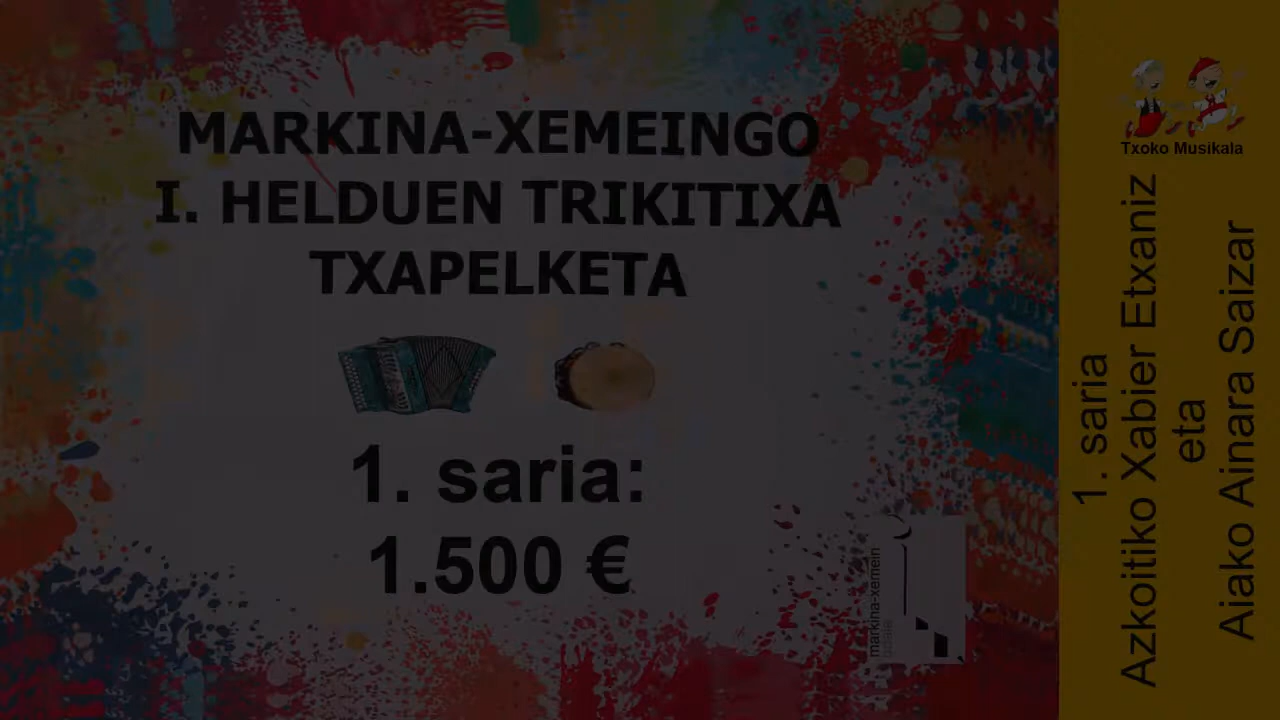 MARKINA-XEMEINGO
I. HELDUEN TRIKITIXA
TXAPELKETA
1. saria:
1.500 €
markina-xemein
udala
Txoko Musikala
1. saria
Azkoitiko Xabier Etxaniz
eta
Aiako Ainara Saizar